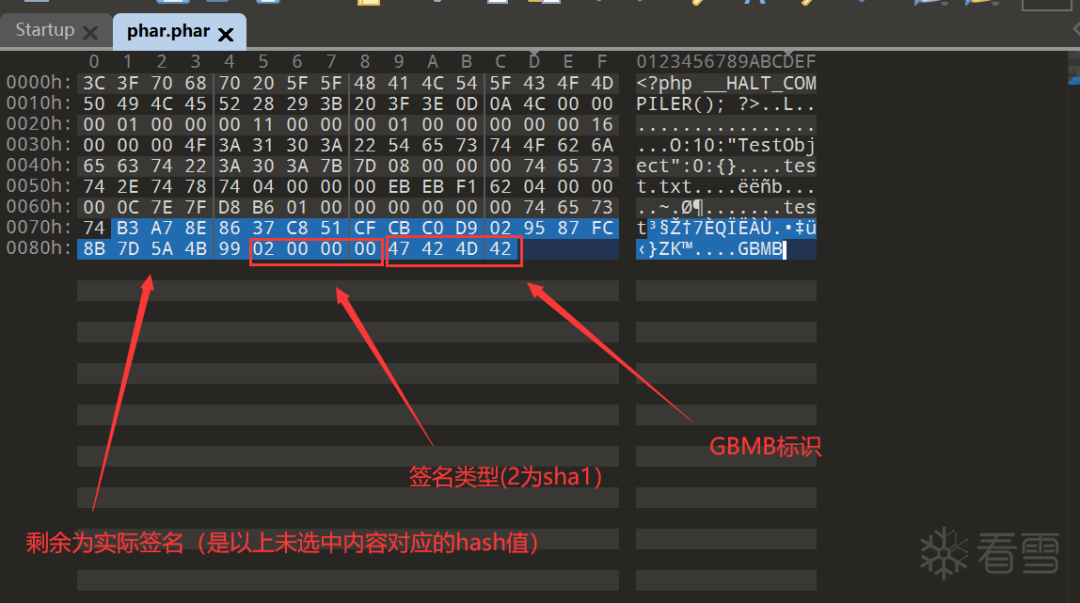 Startup
phar.phar
0 1 2 3 4 5 6 7 8 9 A B C D E F 0123456789ABCDEF
0000h: 3C 3F 70 68 70 20 5F 5F 48 41 4C 54 5F 43 4F 4D <?php __HALT_COM
0010h: 50 49 4C 45 52 28 29 3B 20 3F 3E 0D 0A 4C 00 00 PILER(); ?>..L..
0020h: 00 01 00 00 00 11 00 00 00 01 00 00 00 00 00 16 ................
0030h: 00 00 00 4F 3A 31 30 3A 22 54 65 73 74 4F 62 6A ...O:10:"TestObj
0040h: 65 63 74 22 3A 30 3A 7B 7D 08 00 00 00 74 65 73 ect":0:{}....tes
0050h: 74 2E 74 78 74 04 00 00 00 EB EB F1 62 04 00 00 t.txt....ëëñb...
0060h: 00 0C 7E 7F D8 B6 01 00 00 00 00 00 00 74 65 73 ..~.Ø¶.......tes
0070h: 74 B3 A7 8E 86 37 C8 51 CF CB C0 D9 02 95 87 FC t³§Ž†7ÈQÏËÀÙ.•‡ü
0080h: 8B 7D 5A 4B 99 02 00 00 00 47 42 4D 42 ‹}ZK™....GBMB
GBMB标识
签名类型(2为sha1)
剩余为实际签名（是以上未选中内容对应的hash值）
看雪